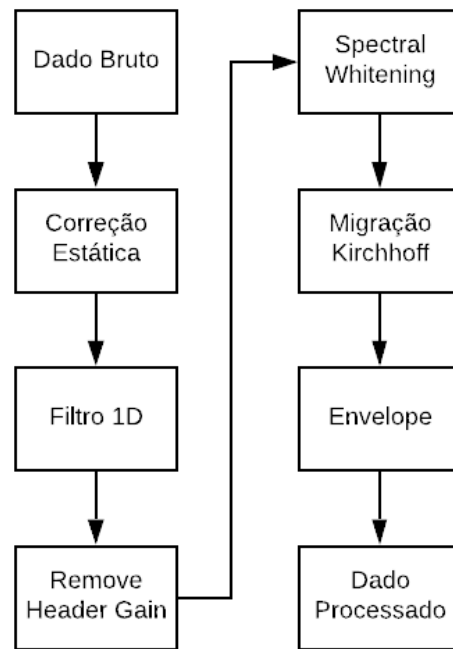 Dado Bruto
Correção
Estática
Filtro 1D
Remove
Header Gain
Spectral
Whitening
Migração
Kirchhoff
Envelope
Dado
Processado